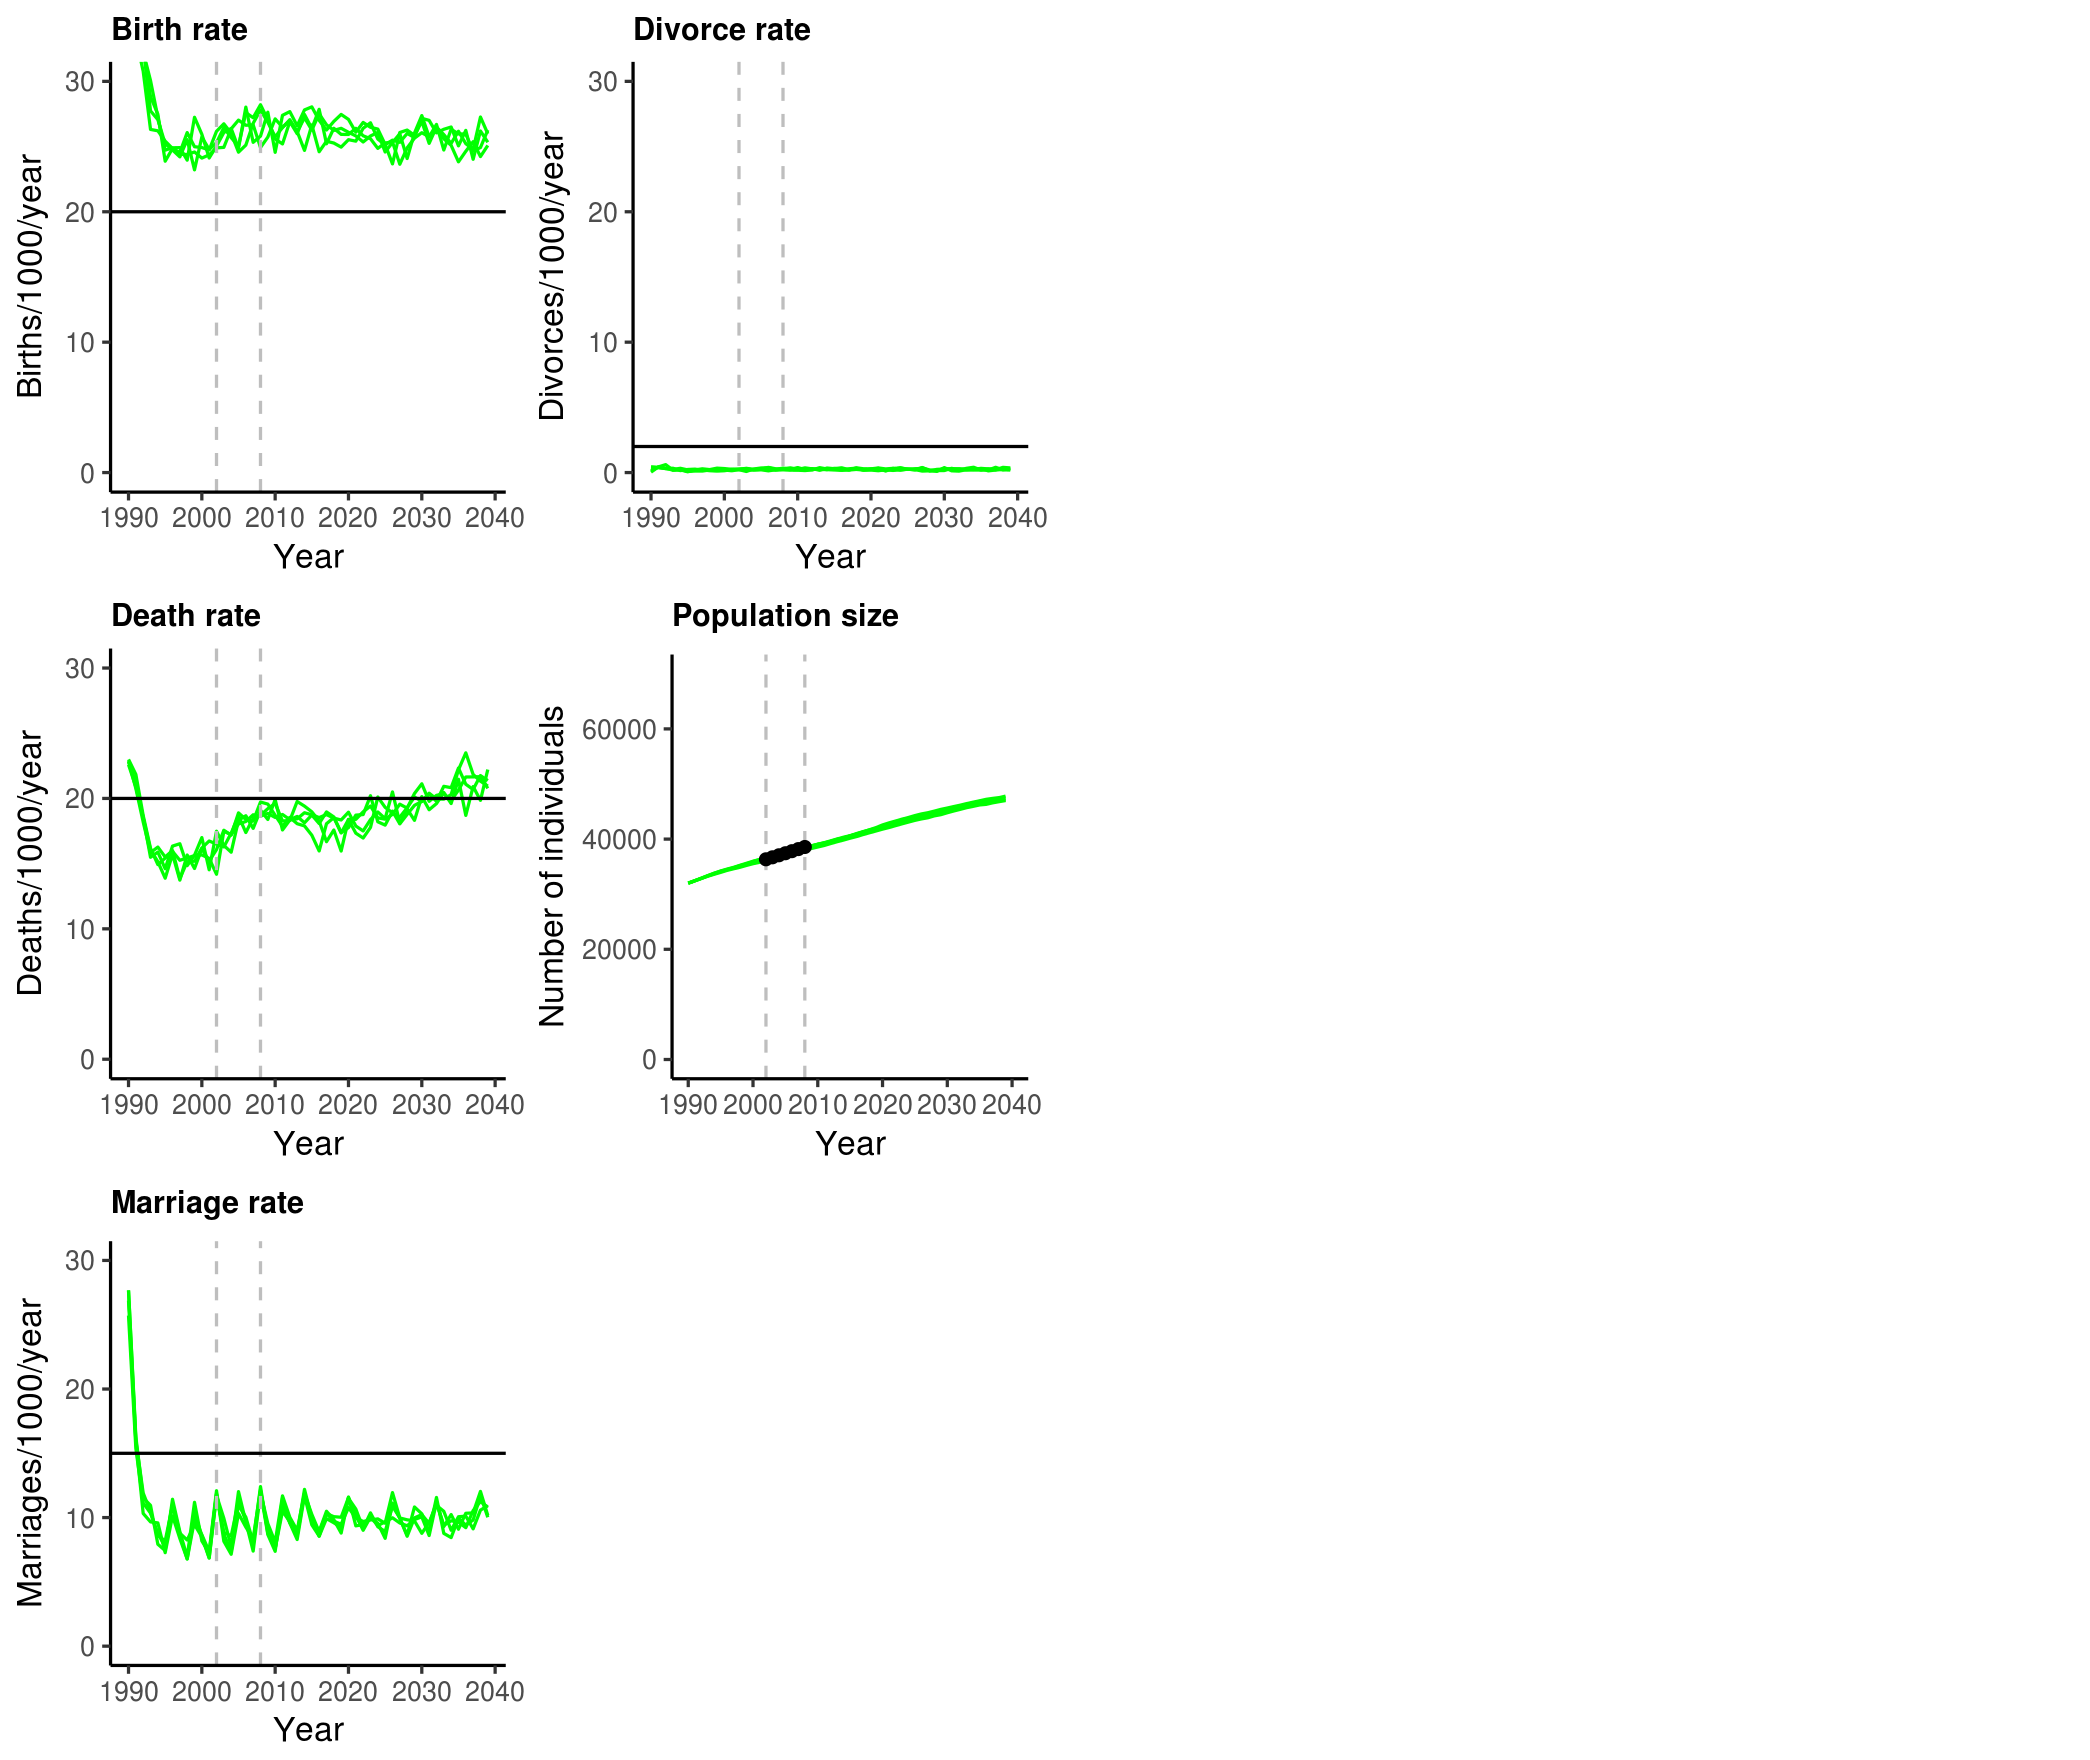 Birth rate
Births/1000/year
30
20
10
0
1990 2000 2010 2020 2030 2040
Year
Divorce rate
Divorces/1000/year
30
20
10
0
1990 2000 2010 2020 2030 2040
Year
Death rate
Deaths/1000/year
30
20
10
0
1990 2000 2010 2020 2030 2040
Year
Population size
Number of individuals
60000
40000
20000
0
1990 2000 2010 2020 2030 2040
Year
Marriage rate
Marriages/1000/year
30
20
10
0
1990 2000 2010 2020 2030 2040
Year